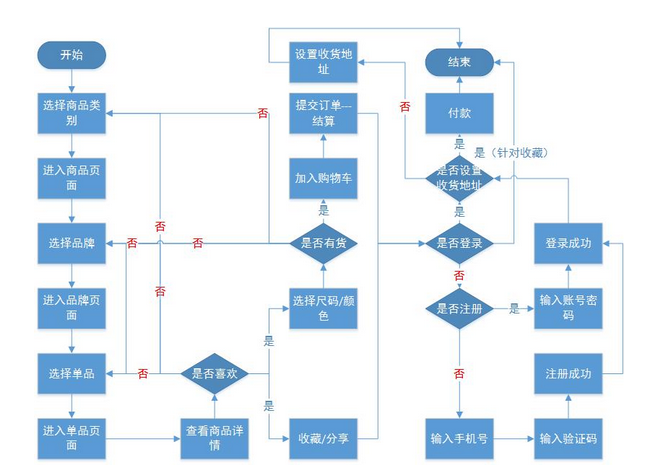 开始
选择商品类
别
进入商品页
面
选择品牌
进入品牌页
面
选择单品
进入单品页
面
查看商品详
情
是否喜欢
否
否
否
否
否
否
是
是
收藏/分享
选择尺码/颜
色
是否有货
是
加入购物车
提交订单---
结算
设置收货地
址
结束
付款
是
是（针对收藏）
否
是否设置
收货地址
是
是否登录
否
是否注册
是
否
输入手机号
输入验证码
注册成功
输入账号密
码
登录成功